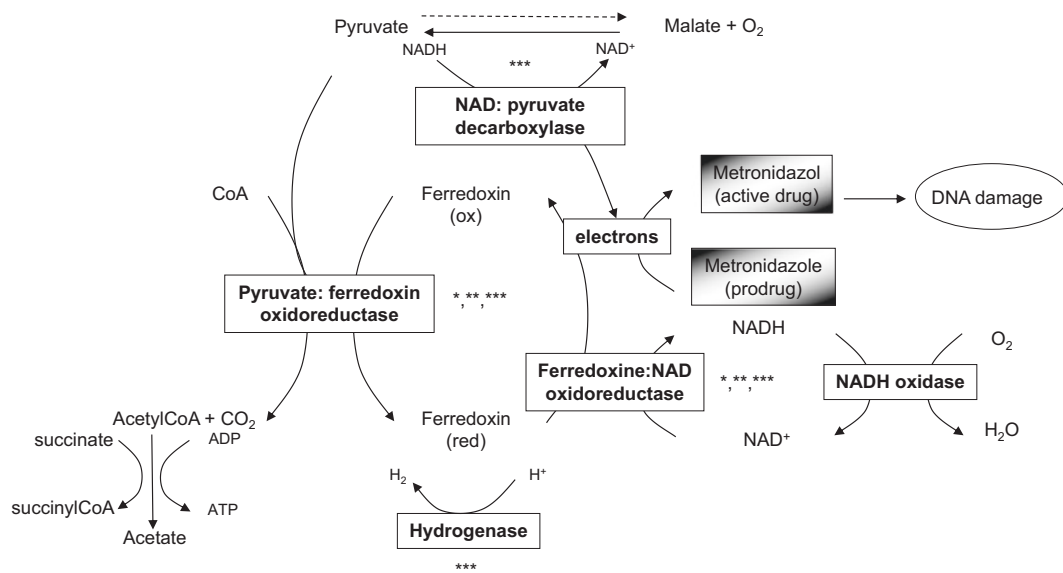 Pyruvate
Malate + O₂
NADH
NAD⁺
***
NAD: pyruvate
decarboxylase
CoA
Ferredoxin
(ox)
electrons
Metronidazol
(active drug)
DNA damage
Metronidazole
(prodrug)
Pyruvate: ferredoxin
oxidoreductase
*,**,***
NADH
O₂
Ferredoxine:NAD
oxidoreductase
*,**,***
NADH oxidase
AcetylCoA + CO₂
succinate
ADP
Ferredoxin
(red)
NAD⁺
H₂O
H₂
H⁺
succinylCoA
ATP
Acetate
Hydrogenase
***